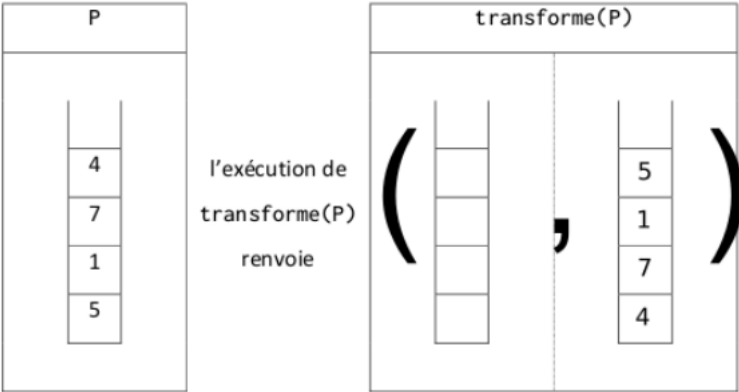 P
transforme(P)
4
7
1
5
l'exécution de
transforme(P)
renvoie
(
,
5
1
7
4
)